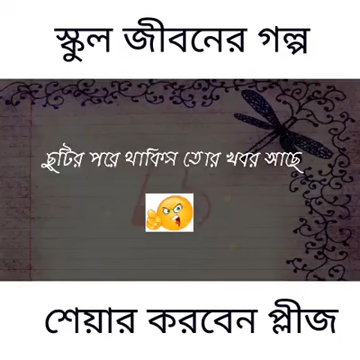 স্কুল জীবনের গল্প
ছুটির পরে থাকিস তোর খবর আছে
শেয়ার করবেন প্লীজ